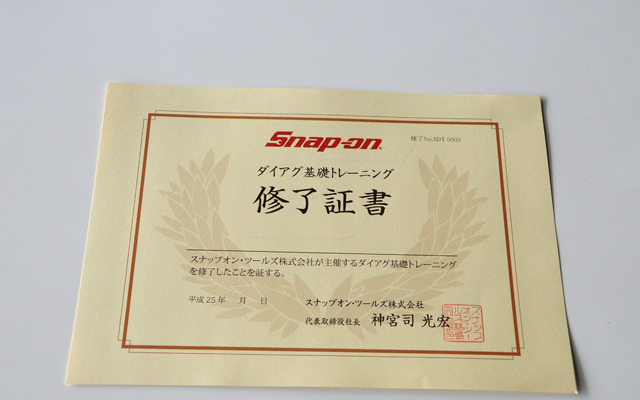 Snap-on
修了No.SDT 0000
ダイアグ基礎トレーニング
修了証書
スナップオン・ツールズ株式会社が主催するダイアグ基礎トレーニング
を修了したことを証する。
平成25年　月　日
スナップオン・ツールズ株式会社
代表取締役社長 神宮司 光宏